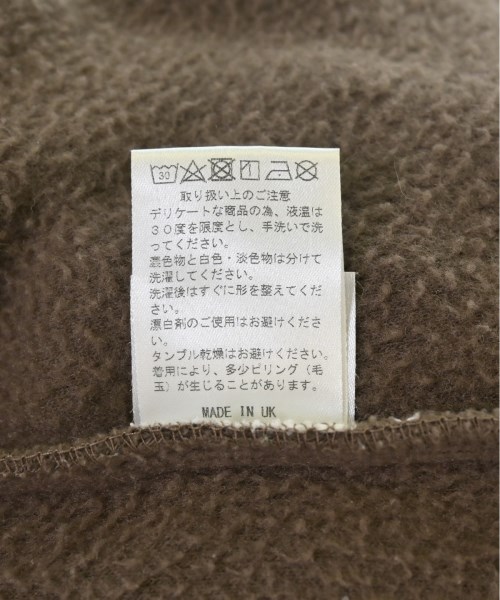 30
取り扱い上のご注意
デリケートな商品の為、液温は
３０度を限度とし、手洗いで洗
ってください。
濃色物と白色・淡色物は分けて
洗濯してください。
洗濯後はすぐに形を整えてくだ
さい。
漂白剤のご使用はお避けくださ
い。
タンブル乾燥はお避けください。
着用により、多少ピリング（毛
玉）が生じることがあります。
MADE IN UK